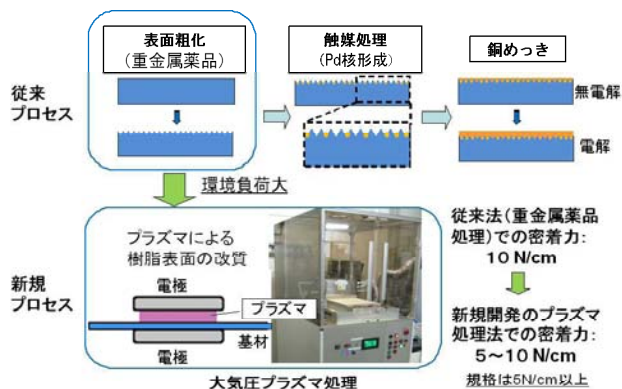 表面粗化
(重金属薬品)
触媒処理
(Pd核形成)
銅めっき
従来
プロセス
無電解
電解
環境負荷大
新規
プロセス
プラズマによる
樹脂表面の改質
電極
プラズマ
基材
電極
大気圧プラズマ処理
従来法(重金属薬品
処理)での密着力:
10 N/cm
新規開発のプラズマ
処理法での密着力:
5～10 N/cm
規格は5N/cm以上